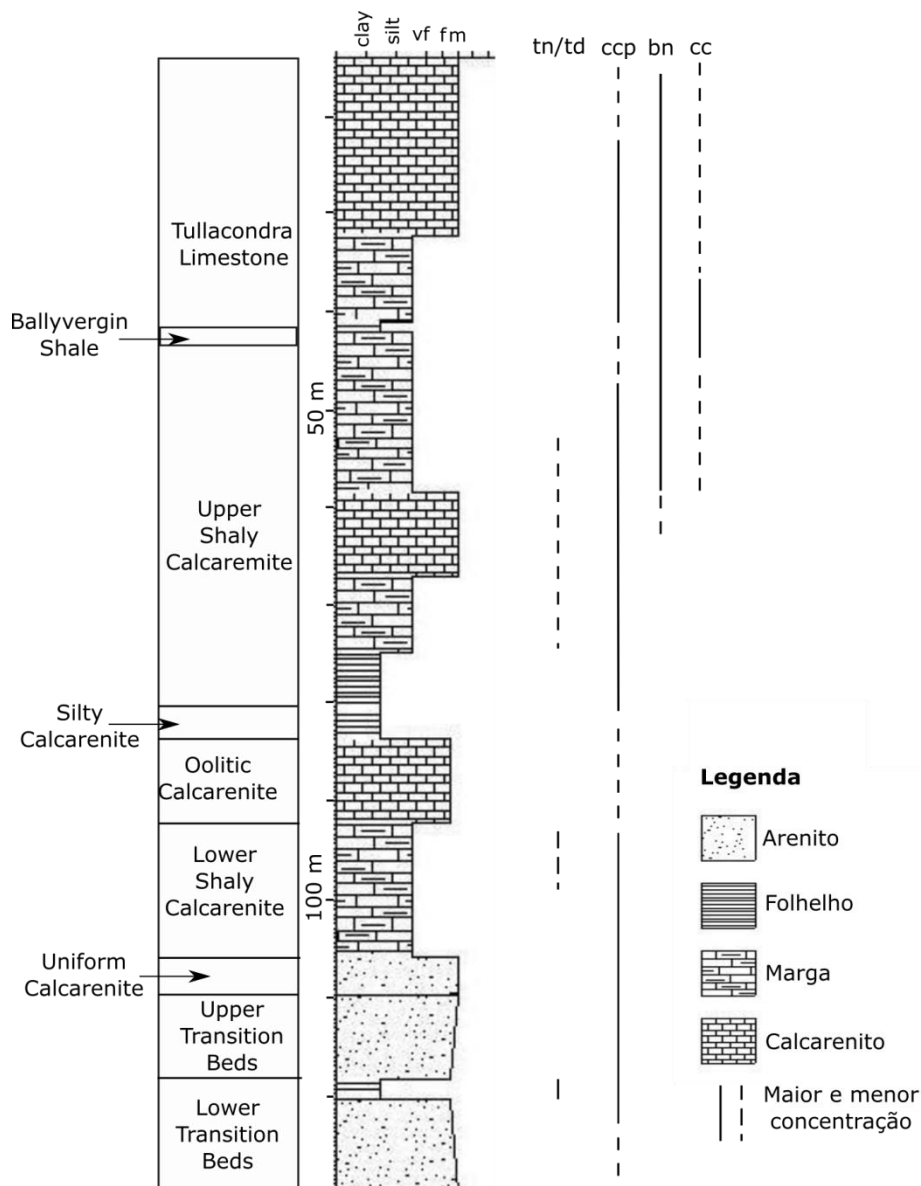 clay
silt
vf
f m
tn/td
ccp
bn
cc
Tullacondra
Limestone
Ballyvergin
Shale
50 m
Upper
Shaly
Calcaremite
Silty
Calcarenite
Oolitic
Calcarenite
Lower
Shaly
Calcarenite
100 m
Uniform
Calcarenite
Upper
Transition
Beds
Lower
Transition
Beds
Legenda
Arenito
Folhelho
Marga
Calcarenito
Maior e menor
concentração